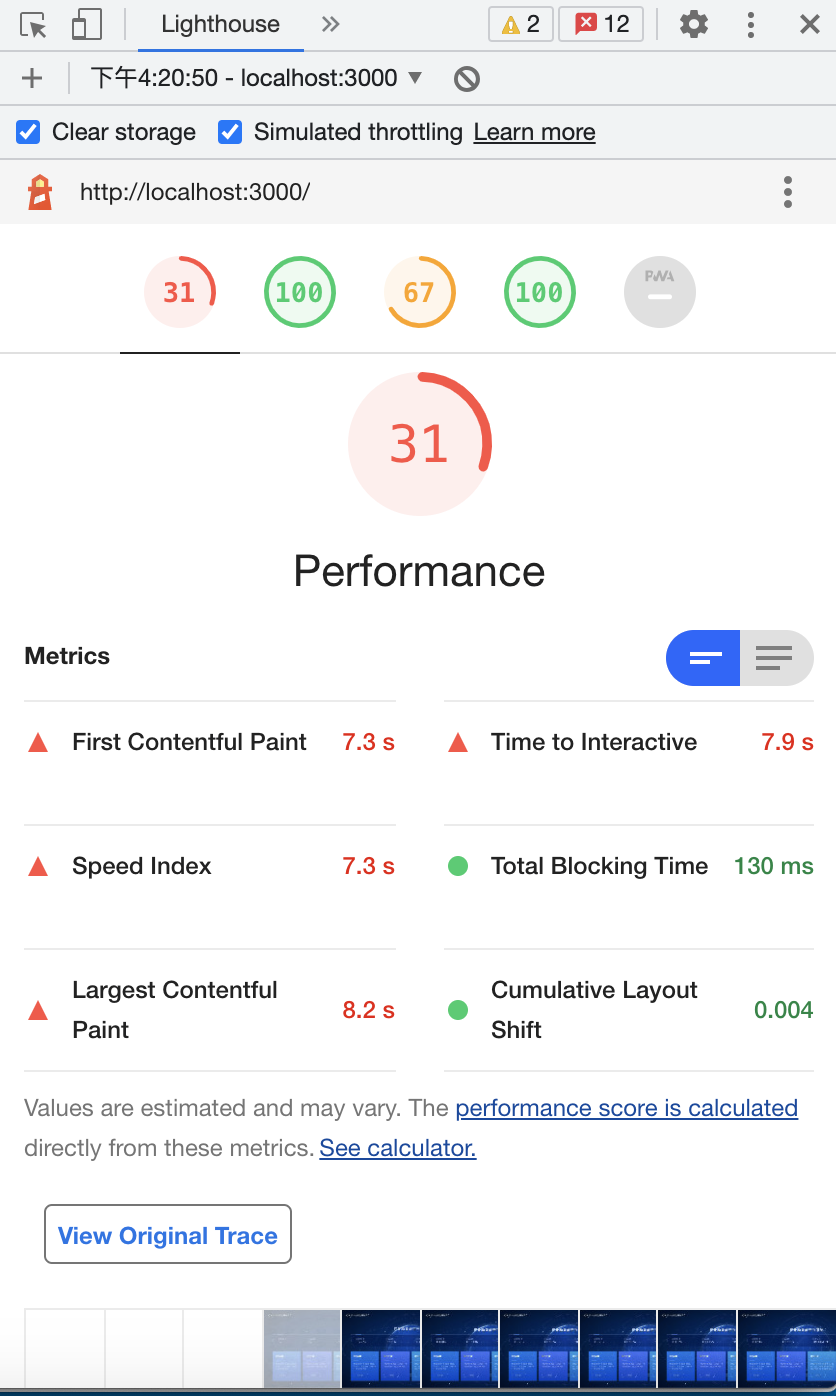 Lighthouse
2
12
下午4:20:50 - localhost:3000
Clear storage
Simulated throttling
Learn more
http://localhost:3000/
31
100
67
100
PWA
31
Performance
Metrics
First Contentful Paint
7.3 s
Time to Interactive
7.9 s
Speed Index
7.3 s
Total Blocking Time
130 ms
Largest Contentful
Paint
8.2 s
Cumulative Layout
Shift
0.004
Values are estimated and may vary. The performance score is calculated
directly from these metrics. See calculator.
View Original Trace